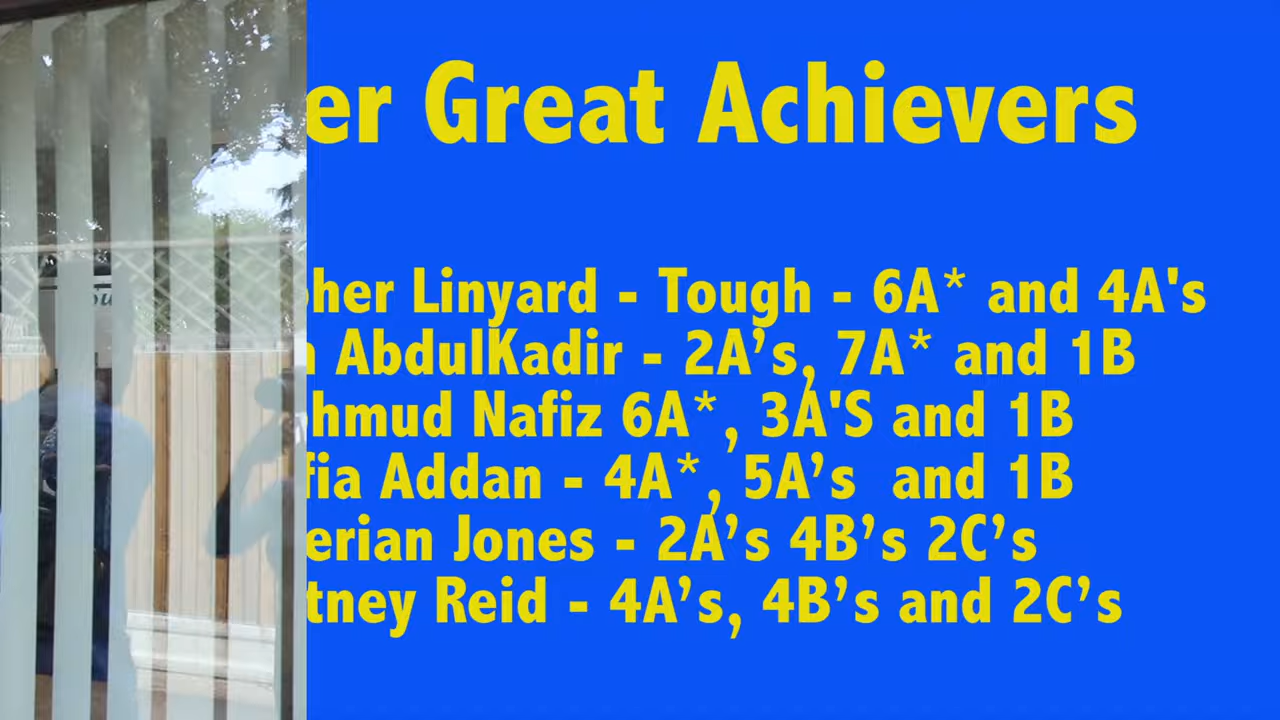 er Great Achievers
her Linyard - Tough - 6A* and 4A's
AbdulKadir - 2A’s, 7A* and 1B
hmud Nafiz 6A*, 3A'S and 1B
fia Addan - 4A*, 5A’s and 1B
erian Jones - 2A’s 4B’s 2C’s
tney Reid - 4A’s, 4B’s and 2C’s